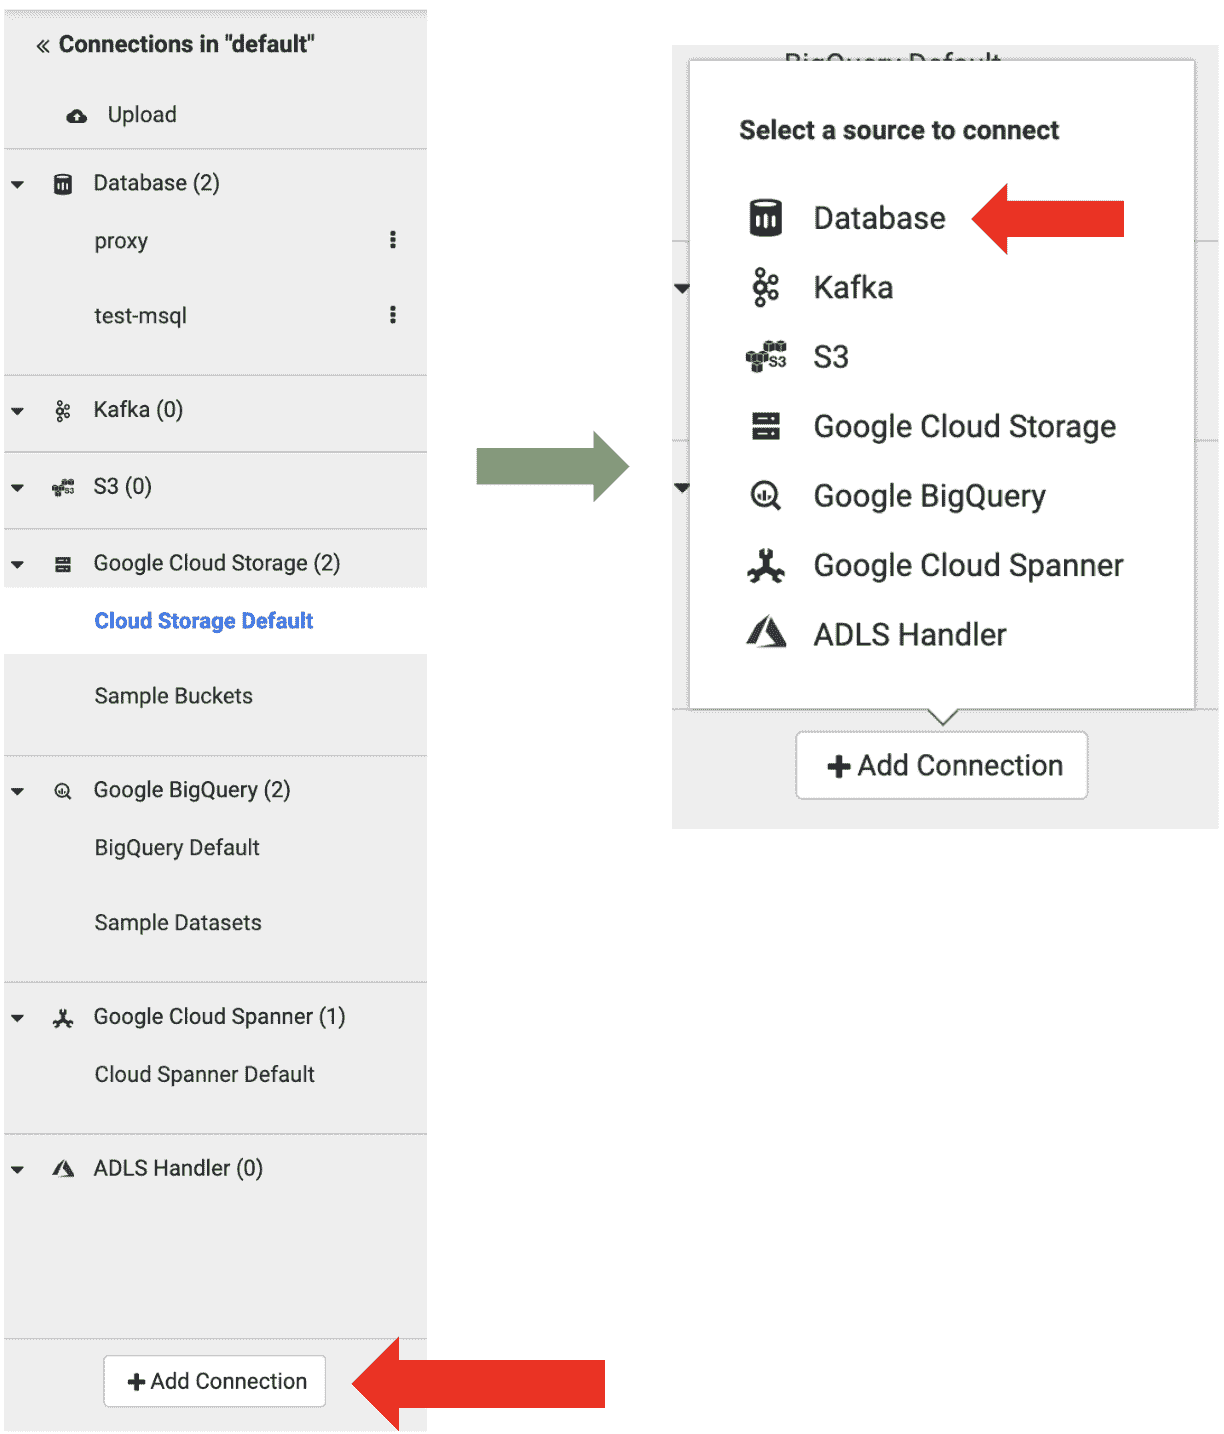 « Connections in "default"
Upload
Database (2)
proxy
test-msql
Kafka (0)
S3 (0)
Google Cloud Storage (2)
Cloud Storage Default
Sample Buckets
Google BigQuery (2)
BigQuery Default
Sample Datasets
Google Cloud Spanner (1)
Cloud Spanner Default
ADLS Handler (0)
+ Add Connection
BigQuery Default
Select a source to connect
Database
Kafka
S3
Google Cloud Storage
Google BigQuery
Google Cloud Spanner
ADLS Handler
+ Add Connection